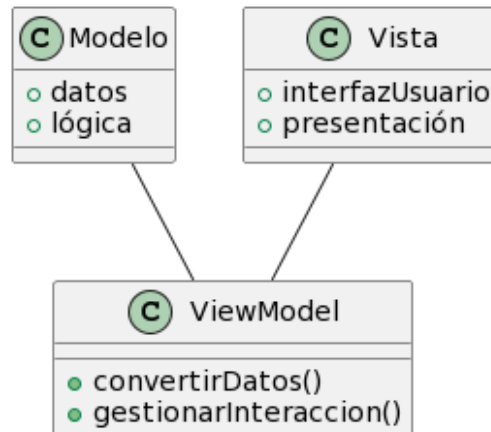 C Modelo
datos
lógica
C Vista
interfazUsuario
presentación
C ViewModel
convertirDatos()
gestionarInteraccion()